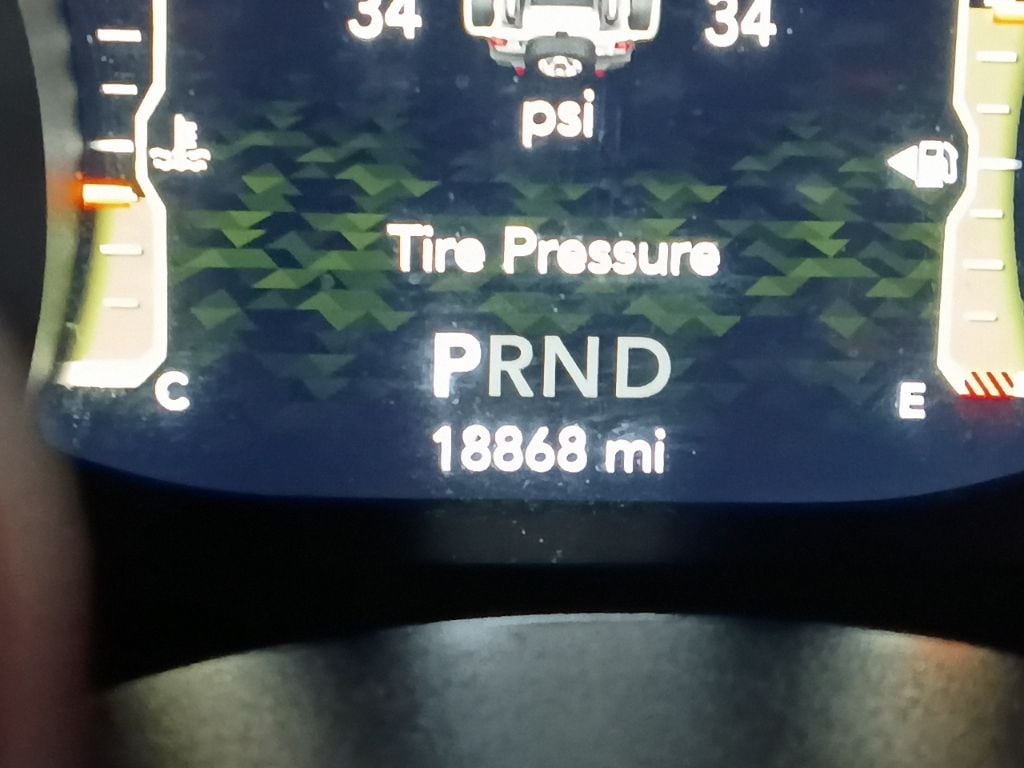 34 34
psi
Tire Pressure
PRND
C E
18868 mi